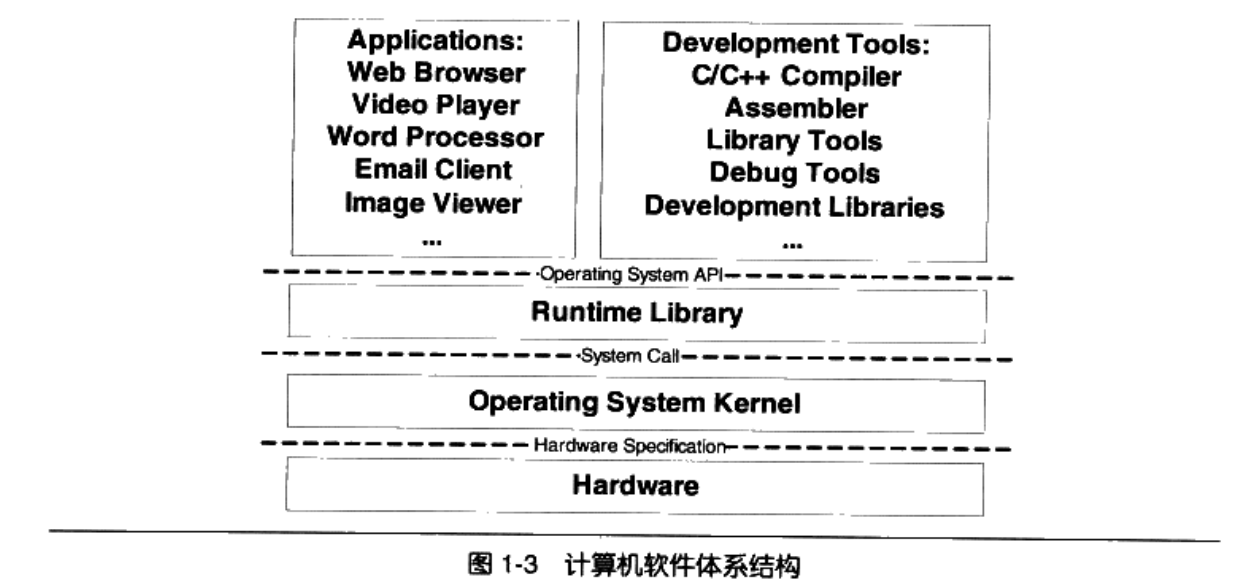 Applications:
Web Browser
Video Player
Word Processor
Email Client
Image Viewer
...
Development Tools:
C/C++ Compiler
Assembler
Library Tools
Debug Tools
Development Libraries
...
Operating System API
Runtime Library
System Call
Operating System Kernel
Hardware Specification
Hardware
图 1-3 计算机软件体系结构